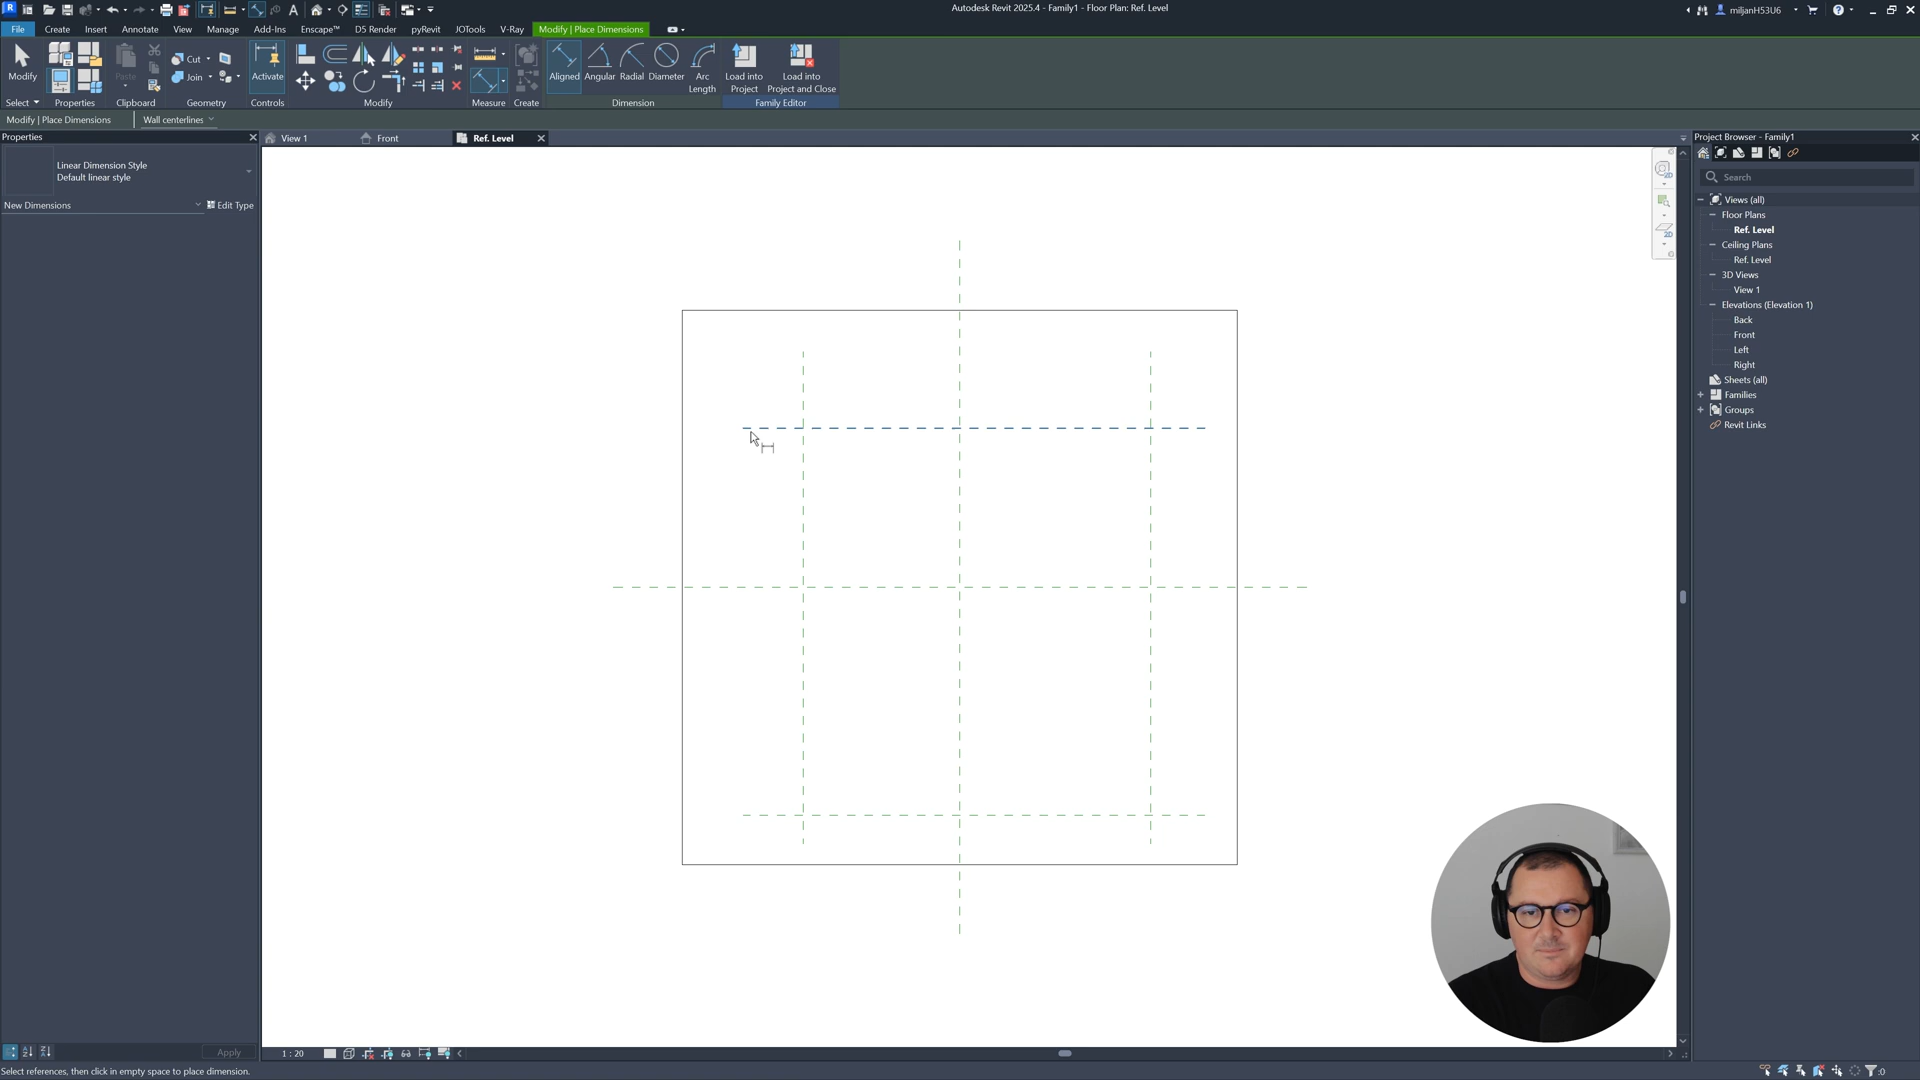 Autodesk Revit 2025.4 - Family1 - Floor Plan: Ref. Level
miljanH53U6
File
Create
Insert
Annotate
View
Manage
Add-Ins
Enscape™
D5 Render
pyRevit
JOTools
V-Ray
Modify | Place Dimensions
Modify
Paste
Cut
Join
Activate
Aligned
Angular
Radial
Diameter
Arc
Length
Load into
Project
Load into
Project and Close
Select
Properties
Clipboard
Geometry
Controls
Modify
Measure
Create
Dimension
Family Editor
Modify | Place Dimensions
Wall centerlines
Properties
View 1
Front
Ref. Level
Project Browser - Family1
Linear Dimension Style
Default linear style
New Dimensions
Edit Type
Search
Views (all)
Floor Plans
Ref. Level
Ceiling Plans
Ref. Level
3D Views
View 1
Elevations (Elevation 1)
Back
Front
Left
Right
Sheets (all)
Families
Groups
Revit Links
Apply
1 : 20
Select references, then click in empty space to place dimension.
:0